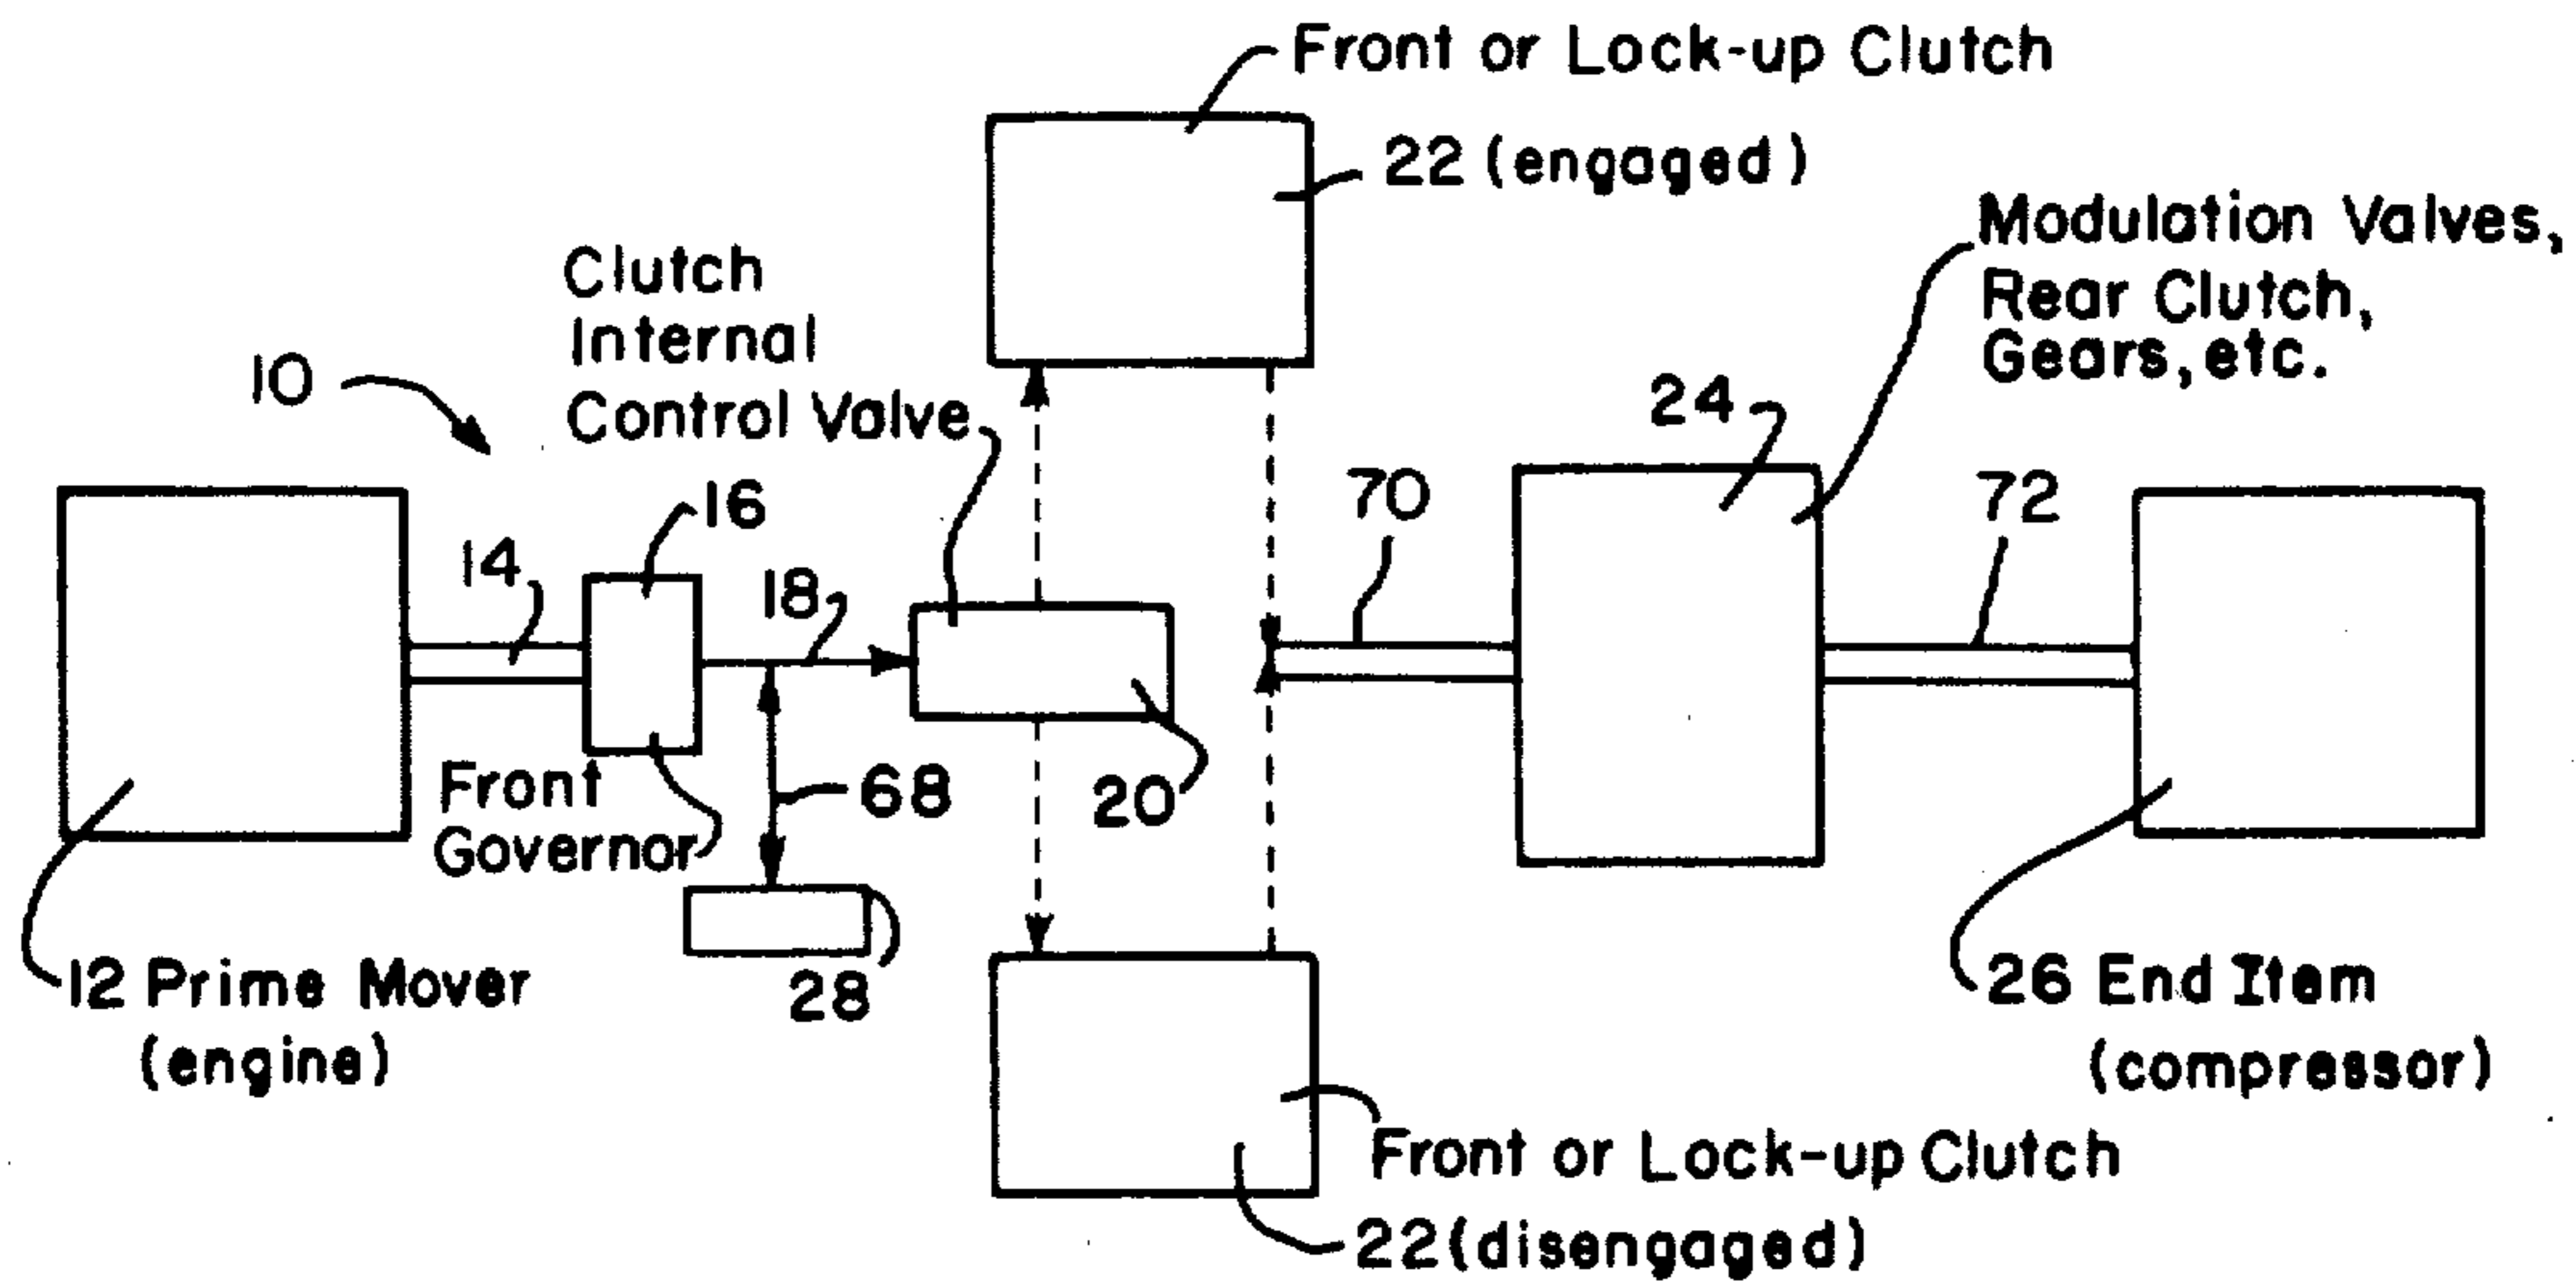 Front or Lock-up Clutch
22 (engaged)
Modulation Valves,
Rear Clutch,
Gears, etc.
Clutch
Internal
Control Valve
10
24
16
70
72
14
18
68
20
Front
Governor
28
12 Prime Mover
(engine)
26 End Item
(compressor)
Front or Lock-up Clutch
22 (disengaged)